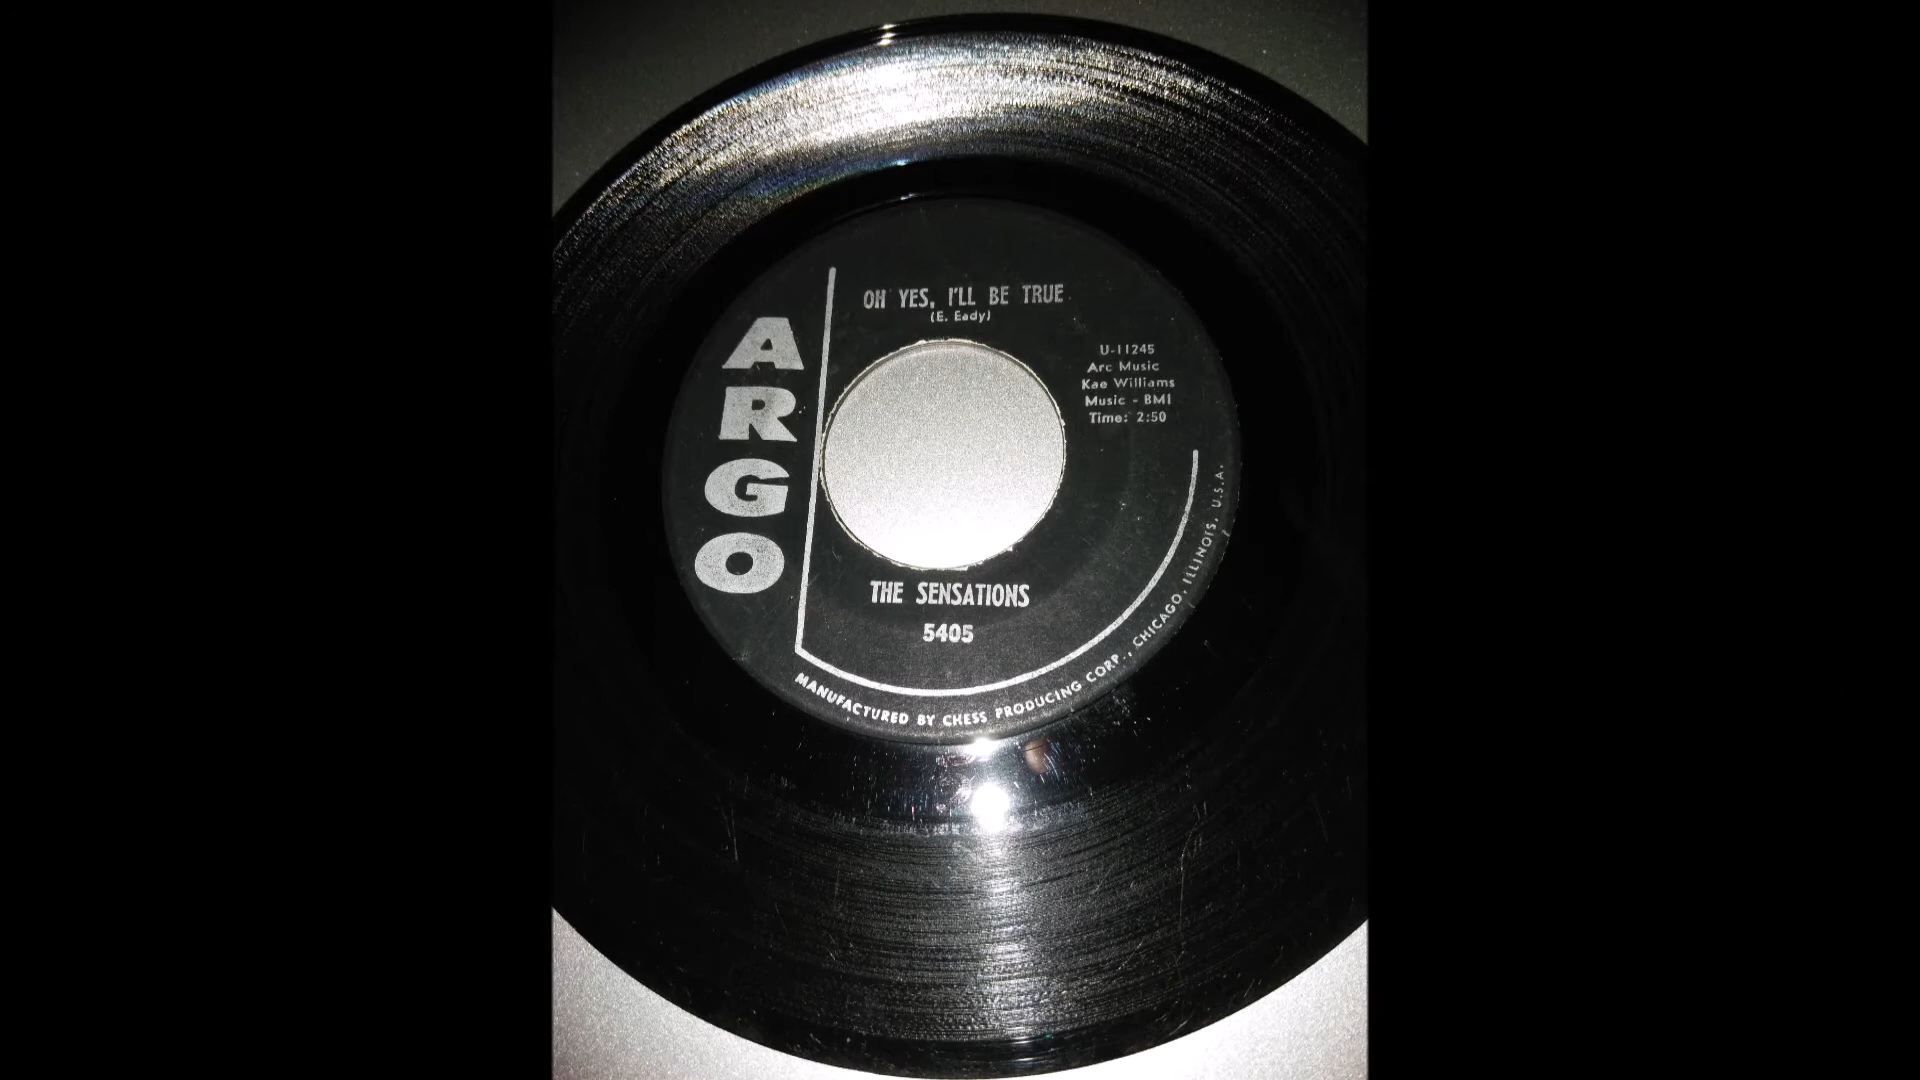 OH YES, I'LL BE TRUE
(E. Eady)
ARGO
U-11245
Arc Music
Kae Williams
Music - BMI
Time: 2:50
THE SENSATIONS
5405
MANUFACTURED BY CHESS PRODUCING CORP., CHICAGO, ILLINOIS, U.S.A.